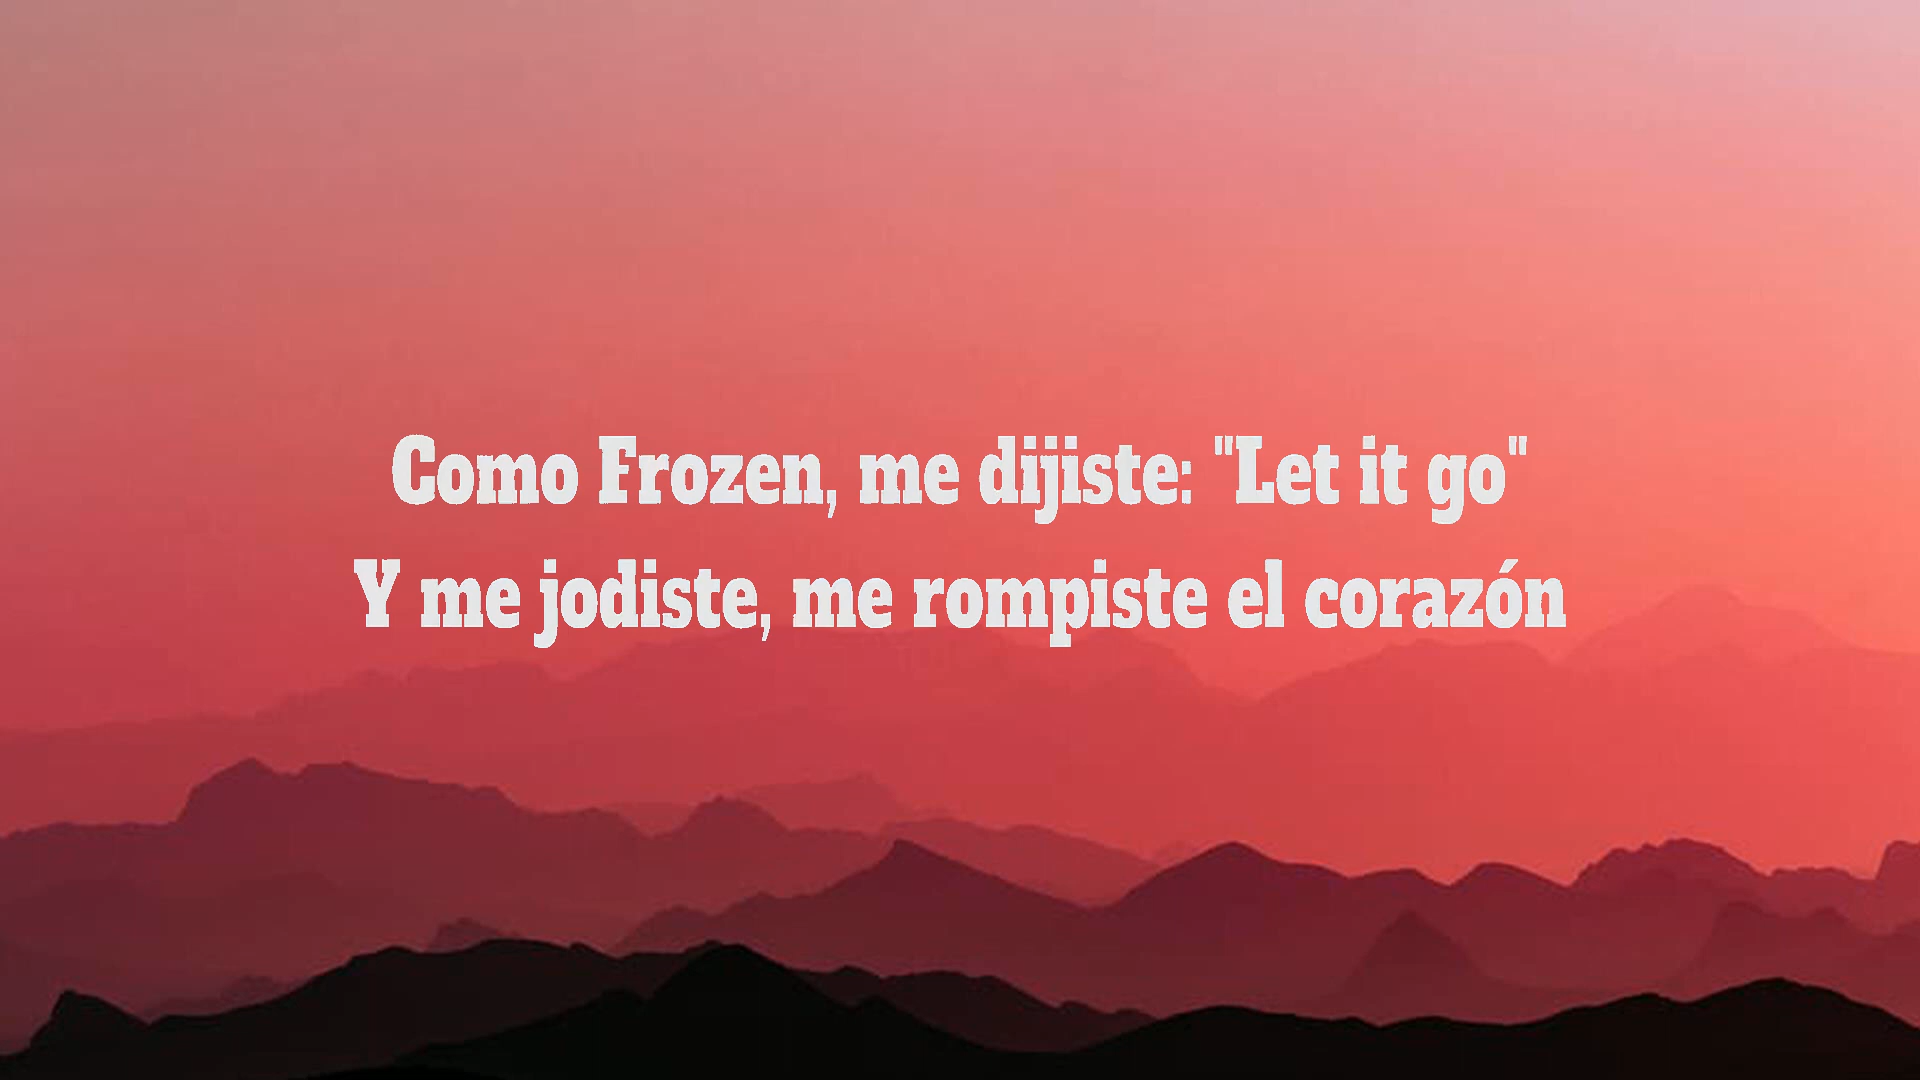 Como Frozen, me dijiste: "Let it go"
Y me jodiste, me rompiste el corazón